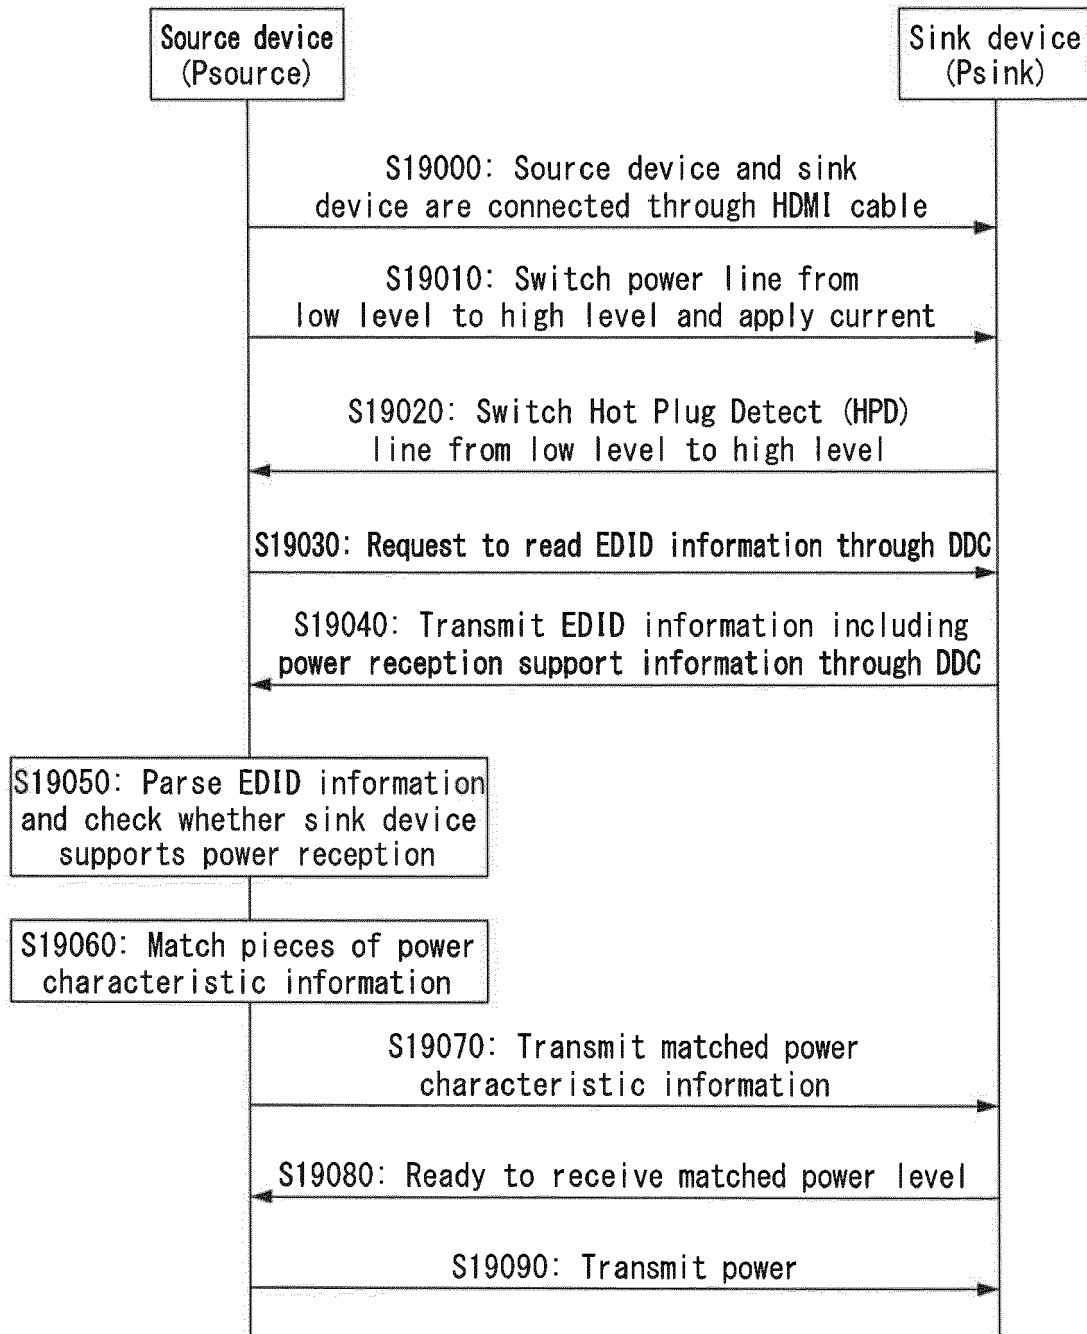 Source device
(Psource)
Sink device
(Psink)
S19000: Source device and sink
device are connected through HDMI cable
S19010: Switch power line from
low level to high level and apply current
S19020: Switch Hot Plug Detect (HPD)
line from low level to high level
S19030: Request to read EDID information through DDC
S19040: Transmit EDID information including
power reception support information through DDC
S19050: Parse EDID information
and check whether sink device
supports power reception
S19060: Match pieces of power
characteristic information
S19070: Transmit matched power
characteristic information
S19080: Ready to receive matched power level
S19090: Transmit power